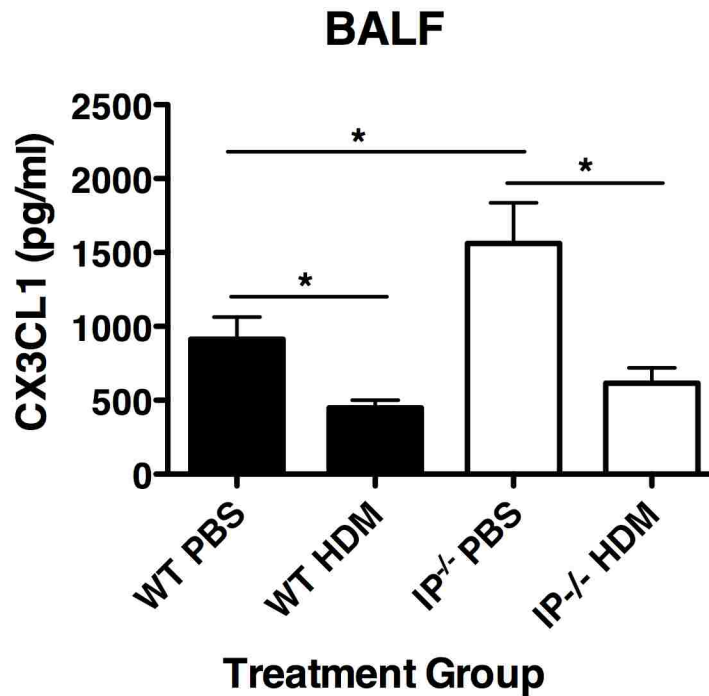 BALF
2500
2000
1500
1000
500
0
CX3CL1 (pg/ml)
*
*
*
WT PBS
WT HDM
IP-/- PBS
IP-/- HDM
Treatment Group